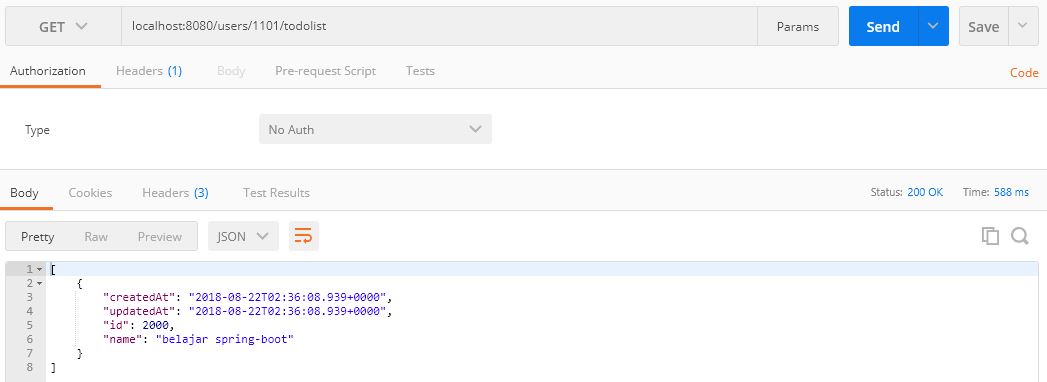 GET localhost:8080/users/1101/todolist Params Send Save
Authorization Headers (1) Body Pre-request Script Tests Code
Type No Auth
Body Cookies Headers (3) Test Results Status: 200 OK Time: 588 ms
Pretty Raw Preview JSON
1 [
2 {
3 "createdAt": "2018-08-22T02:36:08.939+0000",
4 "updatedAt": "2018-08-22T02:36:08.939+0000",
5 "id": 2000,
6 "name": "belajar spring-boot"
7 }
8 ]